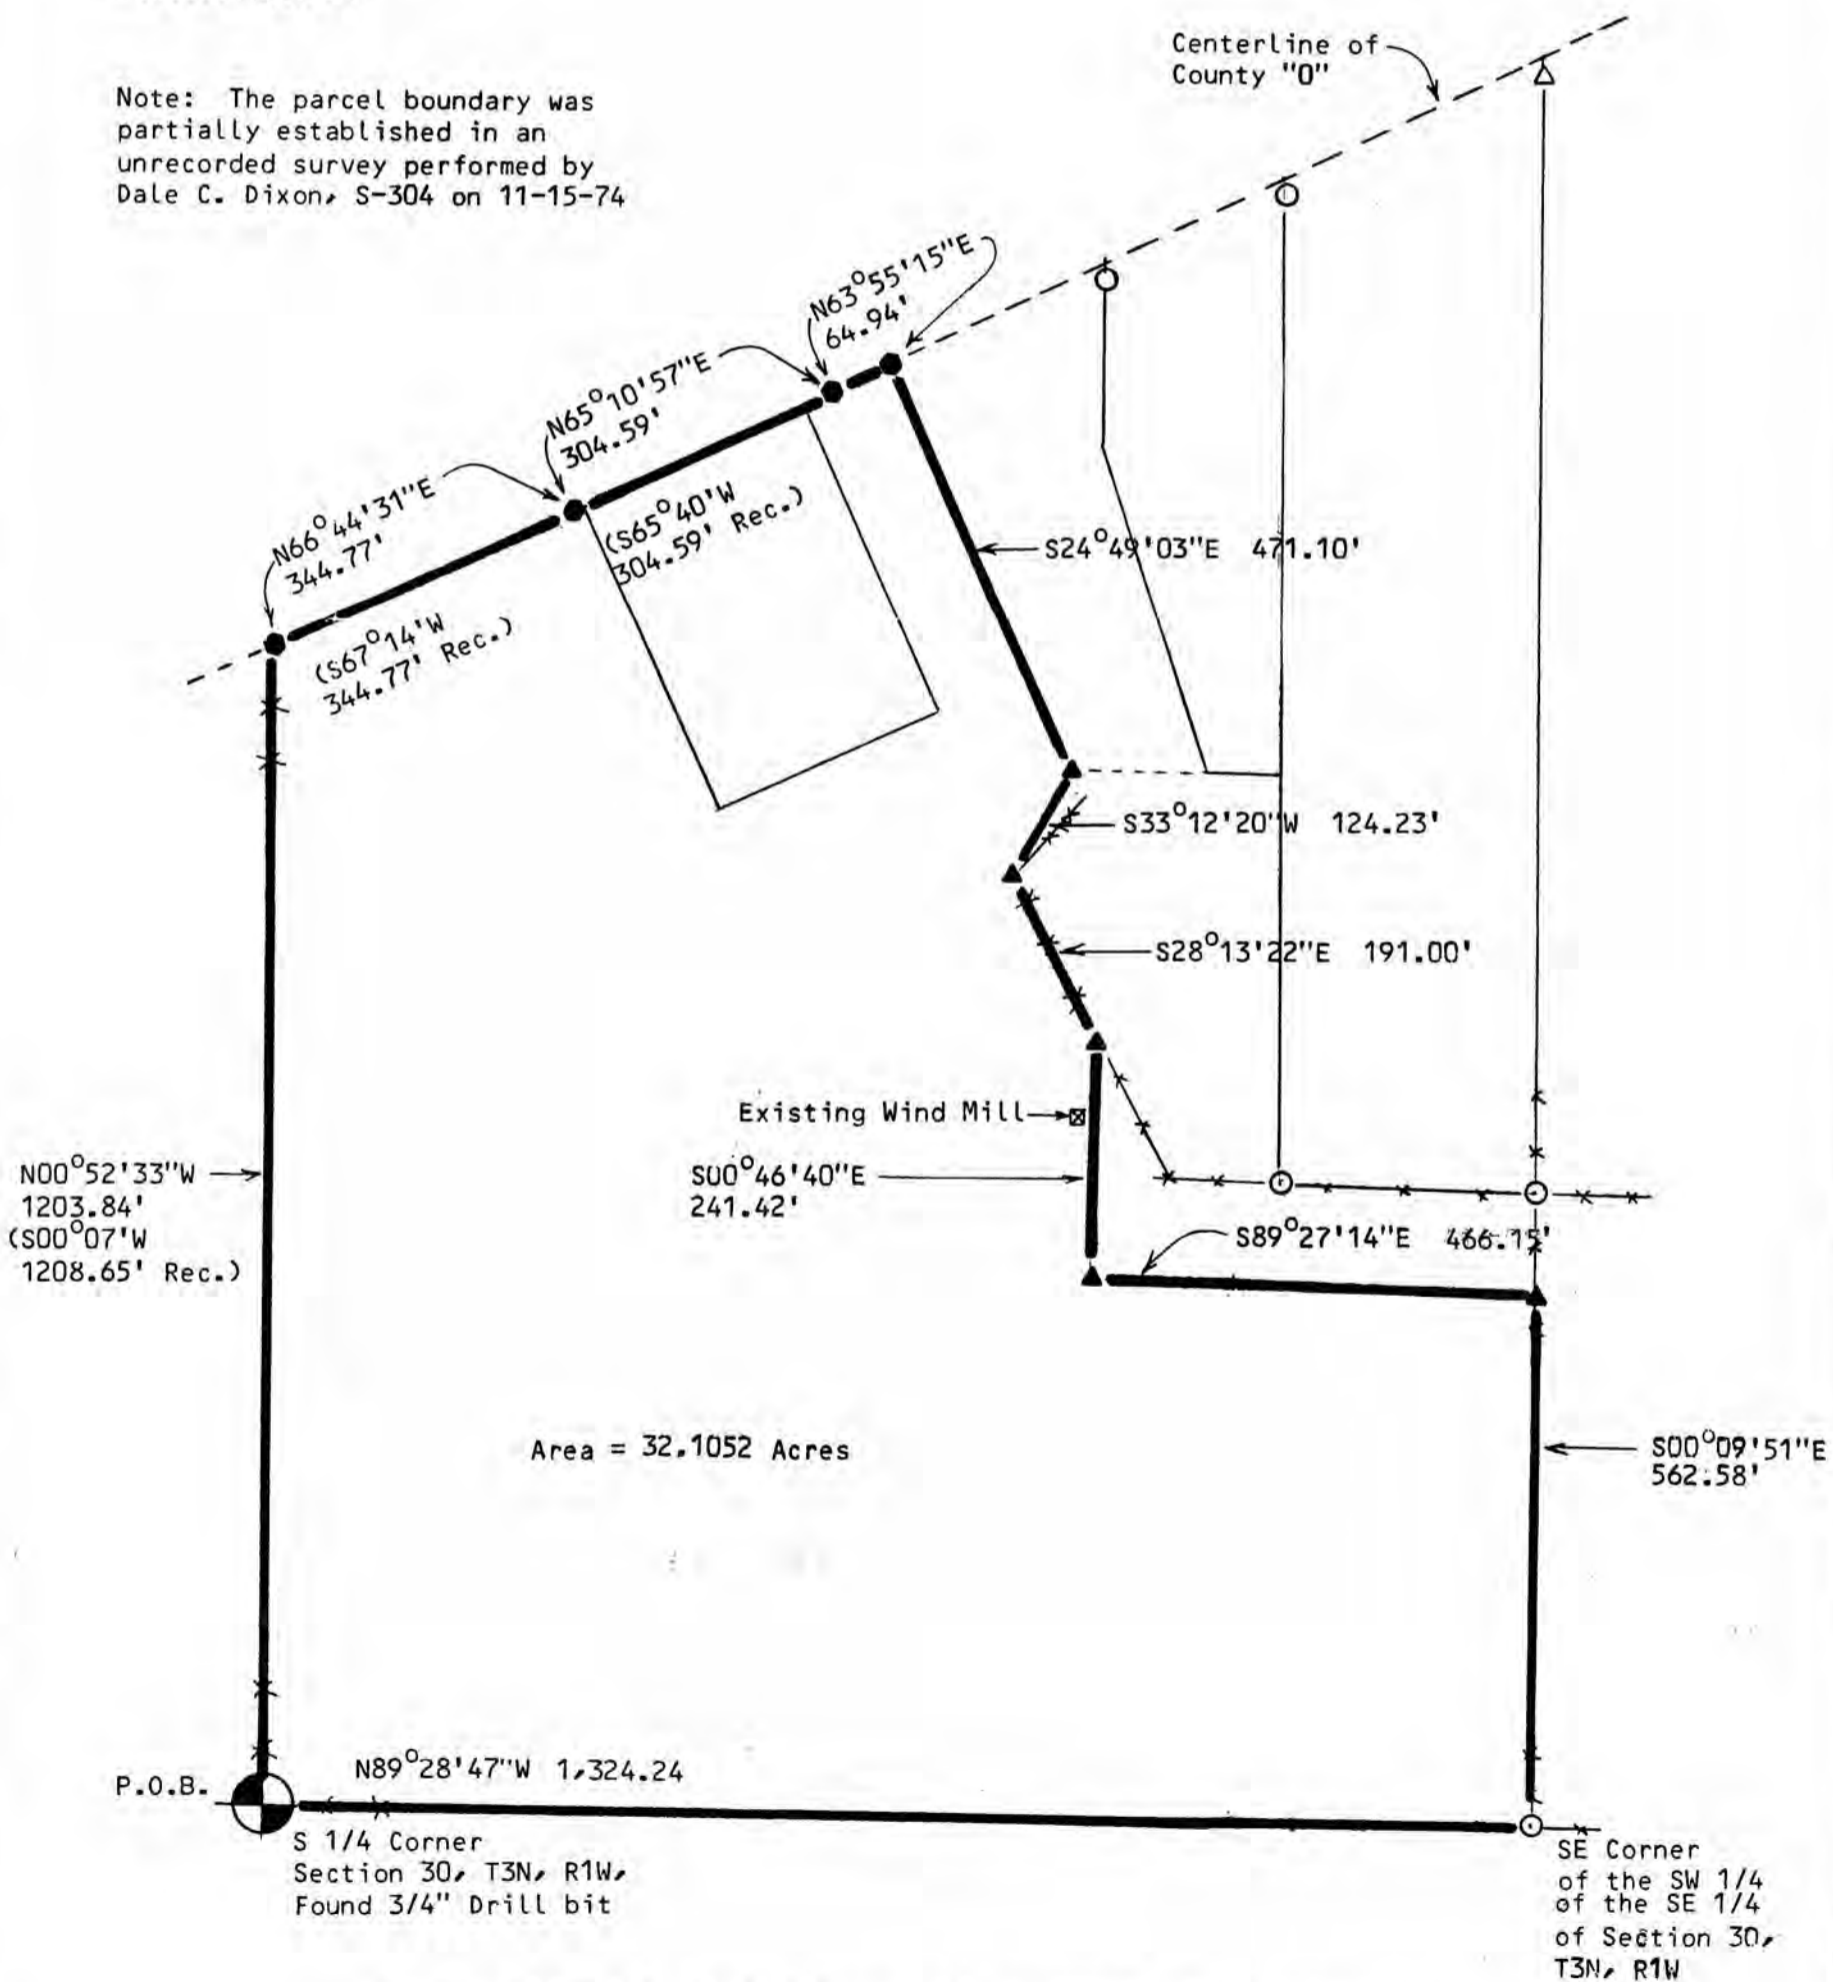 Centerline of
County "O"
Note: The parcel boundary was
partially established in an
unrecorded survey performed by
Dale C. Dixon, S-304 on 11-15-74
N63°55'15"E
64.94'
N65°10'57"E
304.59'
(S65°40'W
304.59' Rec.)
N66°44'31"E
344.77'
(S67°14'W
344.77' Rec.)
S24°49'03"E 471.10'
S33°12'20"W 124.23'
S28°13'22"E 191.00'
Existing Wind Mill
S00°46'40"E
241.42'
N00°52'33"W
1203.84'
(S00°07'W
1208.65' Rec.)
S89°27'14"E 466.15'
Area = 32.1052 Acres
S00°09'51"E
562.58'
N89°28'47"W 1,324.24
P.O.B.
S 1/4 Corner
Section 30, T3N, R1W,
Found 3/4" Drill bit
SE Corner
of the SW 1/4
of the SE 1/4
of Section 30,
T3N, R1W